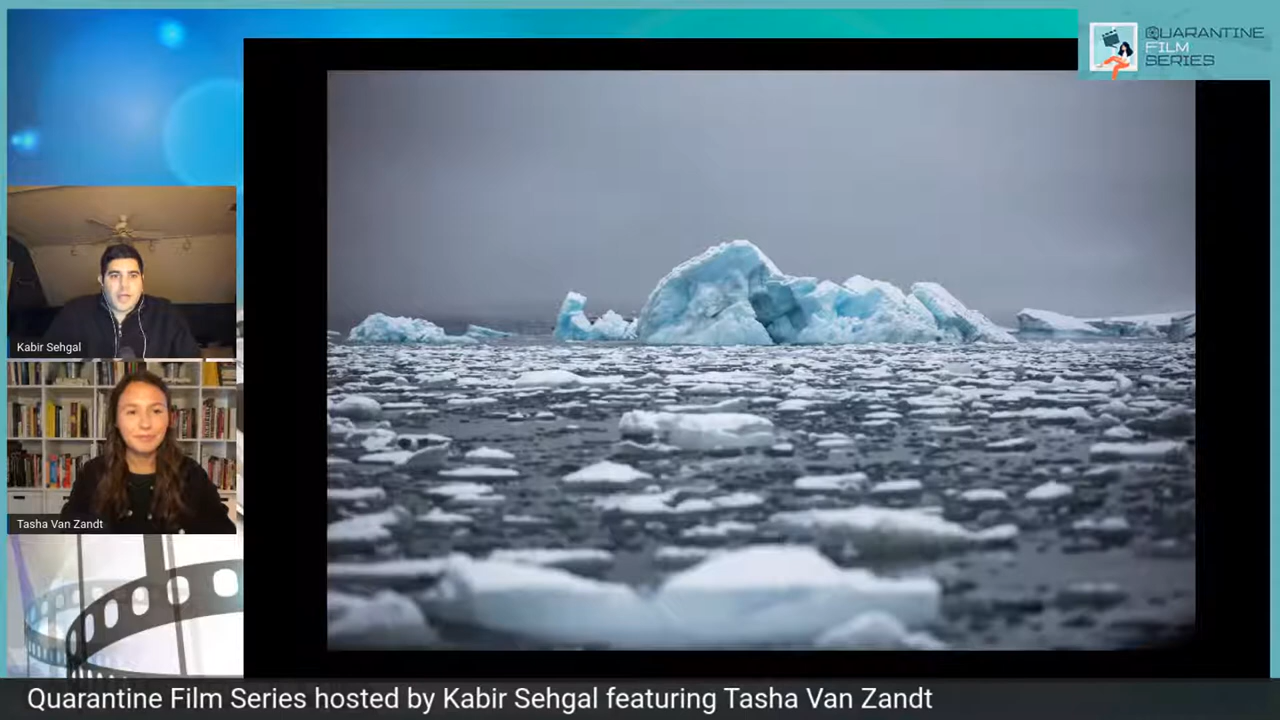 QUARANTINE
FILM
SERIES
Kabir Sehgal
Tasha Van Zandt
Quarantine Film Series hosted by Kabir Sehgal featuring Tasha Van Zandt